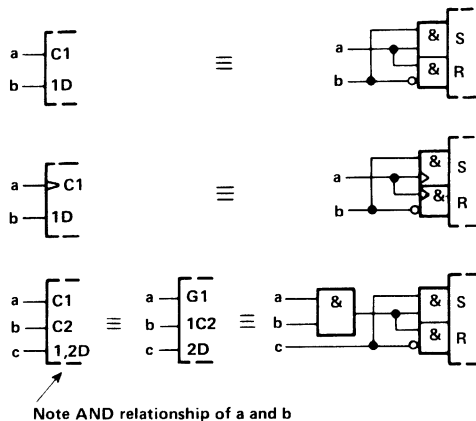 a C1 ≡ a & S
b 1D b & R
a C1 ≡ a & S
b 1D b & R
a C1 ≡ a G1 ≡ a & & S
b C2 b 1C2 b & R
c 1,2D c 2D c
Note AND relationship of a and b